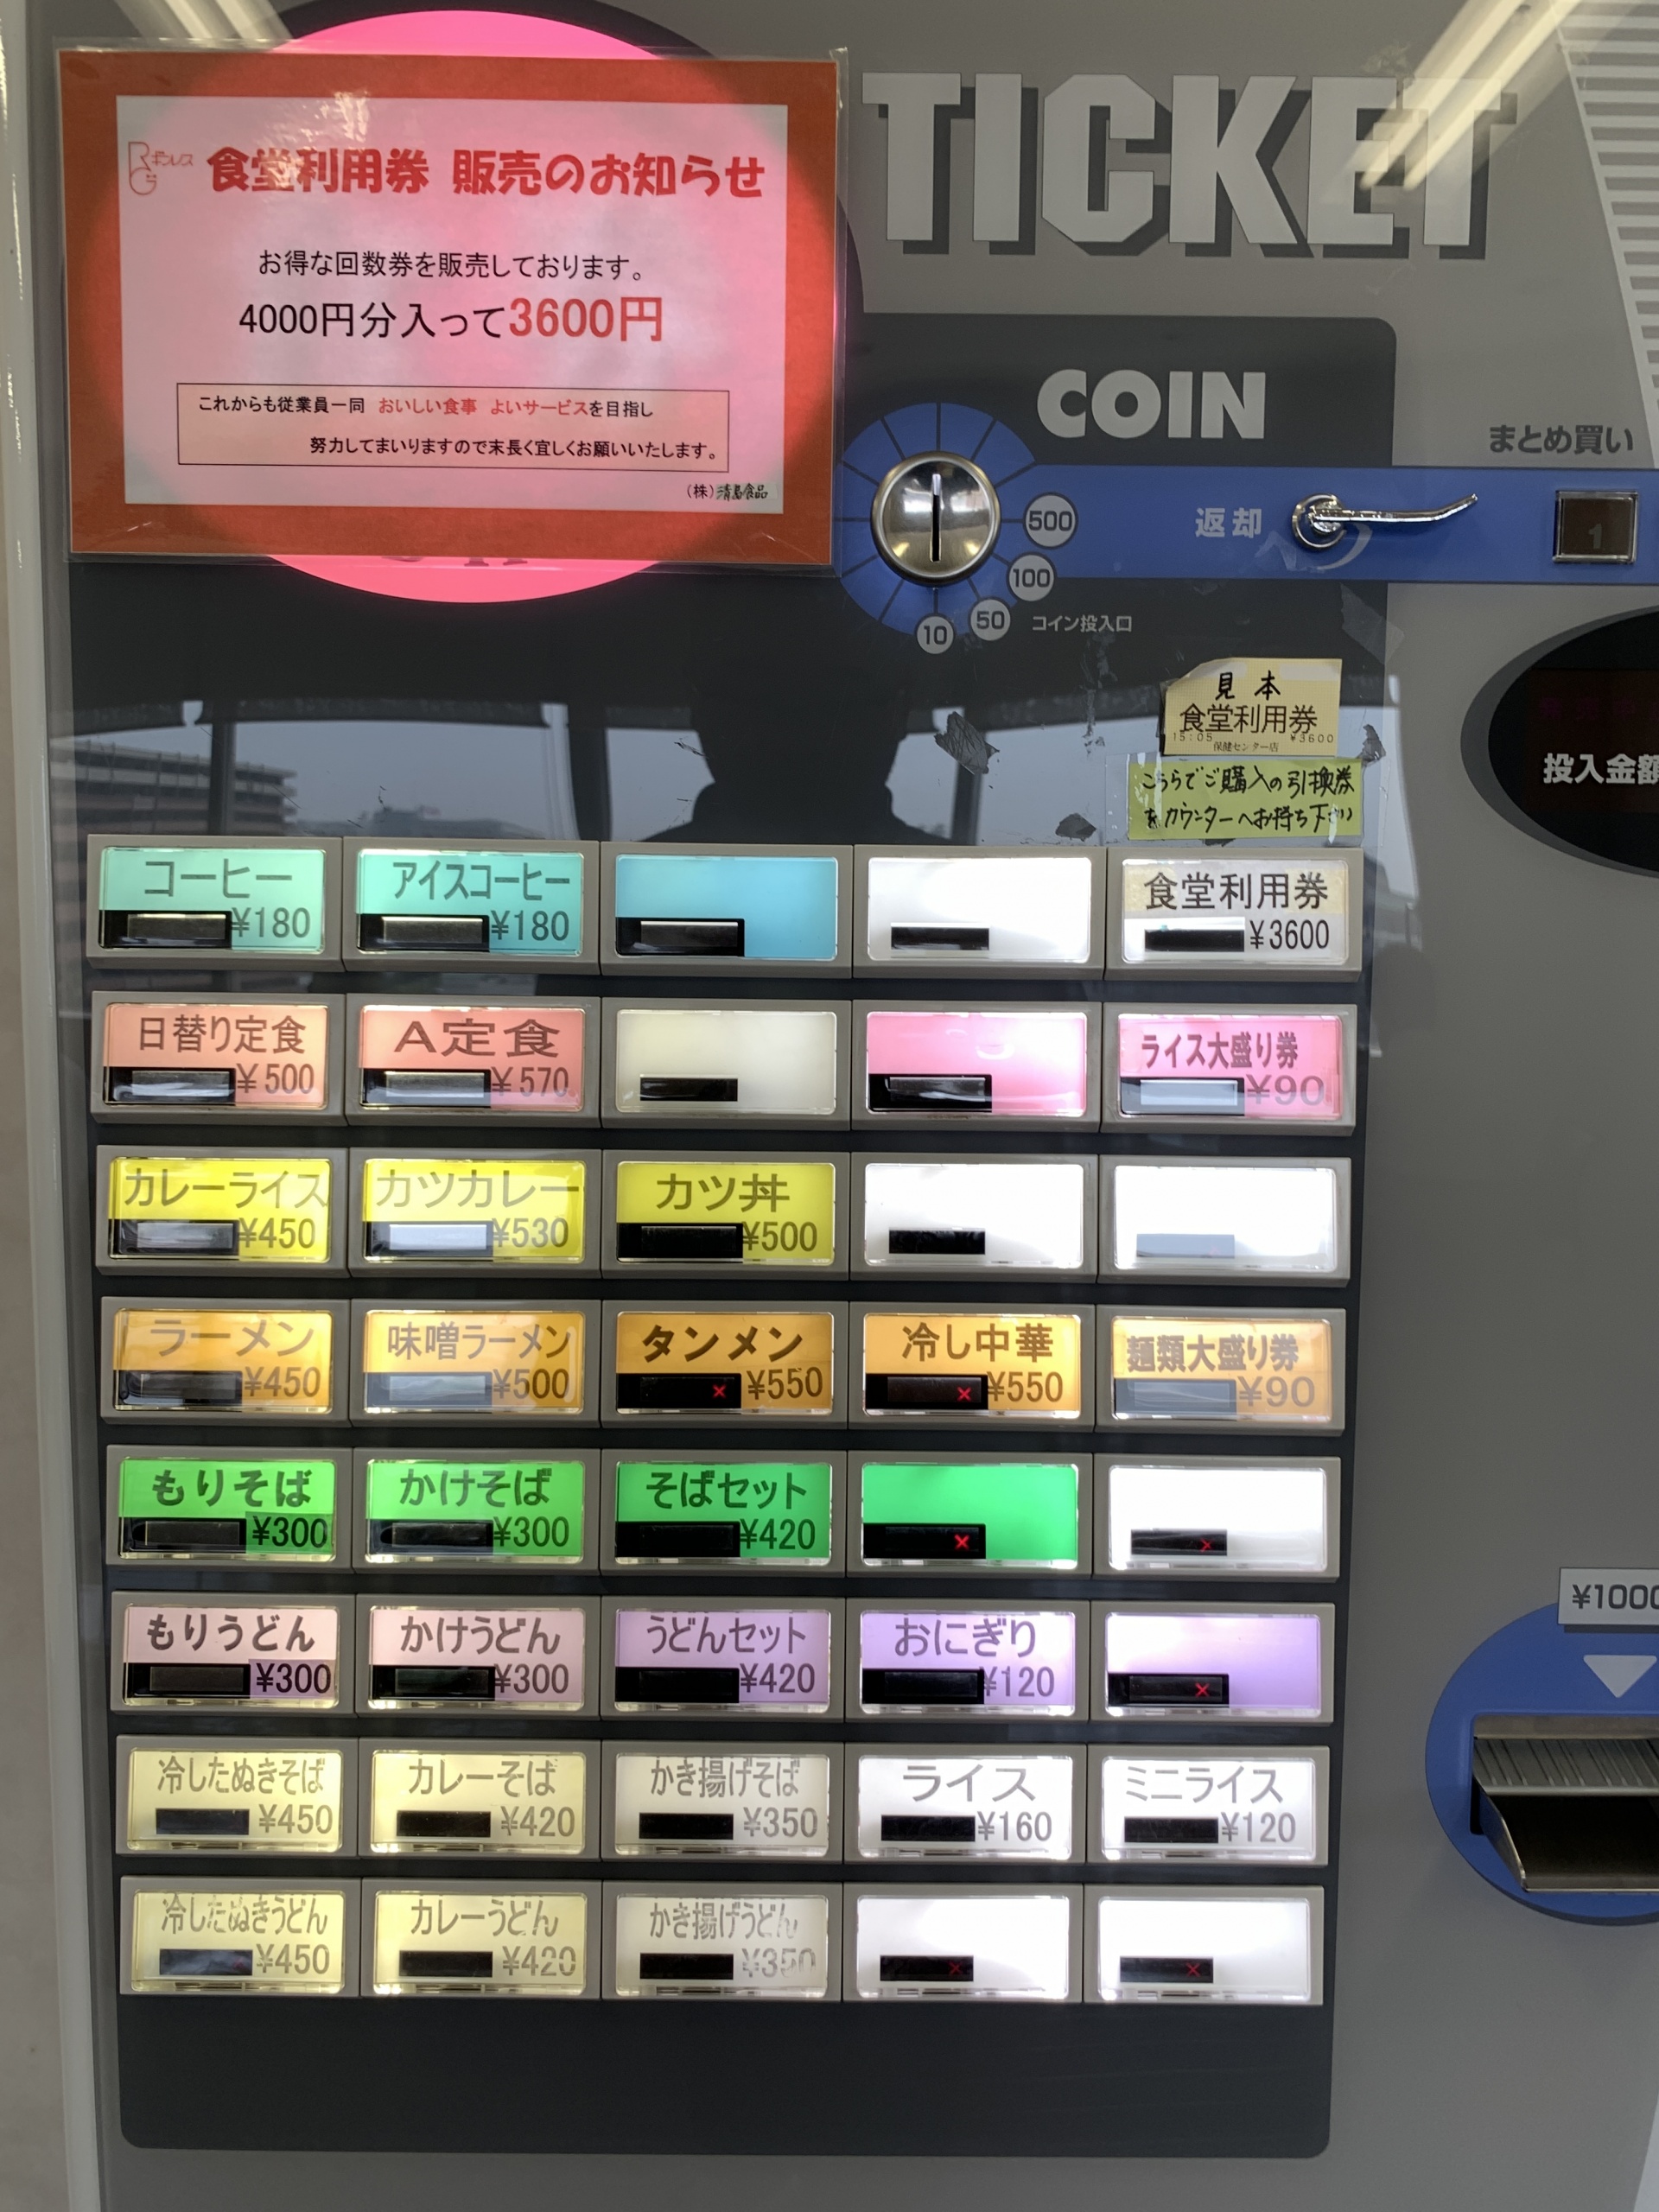 食堂利用券 販売のお知らせ
お得な回数券を販売しております。
4000円分入って3600円
これからも従業員一同 おいしい食事 よいサービスを目指し
努力してまいりますので末長く宜しくお願いいたします。
(株)清島食品
TICKET
COIN
まとめ買い
返却
1
500
100
50
10
コイン投入口
見本
食堂利用券
15:05 ¥3600
保健センター店
こちらでご購入の引換券
をカウンターへお持ち下さい
投入金額
コーヒー ¥180
アイスコーヒー ¥180
食堂利用券 ¥3600
日替り定食 ¥500
A定食 ¥570
ライス大盛り券 ¥90
カレーライス ¥450
カツカレー ¥530
カツ丼 ¥500
ラーメン ¥450
味噌ラーメン ¥500
タンメン ¥550
冷し中華 ¥550
麺類大盛り券 ¥90
もりそば ¥300
かけそば ¥300
そばセット ¥420
¥1000
もりうどん ¥300
かけうどん ¥300
うどんセット ¥420
おにぎり ¥120
冷したぬきそば ¥450
カレーそば ¥420
かき揚げそば ¥350
ライス ¥160
ミニライス ¥120
冷したぬきうどん ¥450
カレーうどん ¥420
かき揚げうどん ¥350